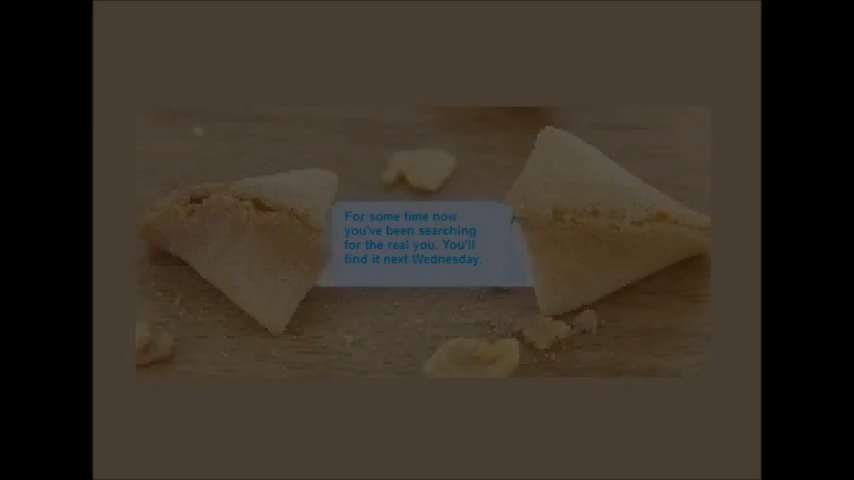 For some time now
you've been searching
for the real you. You'll
find it next Wednesday.